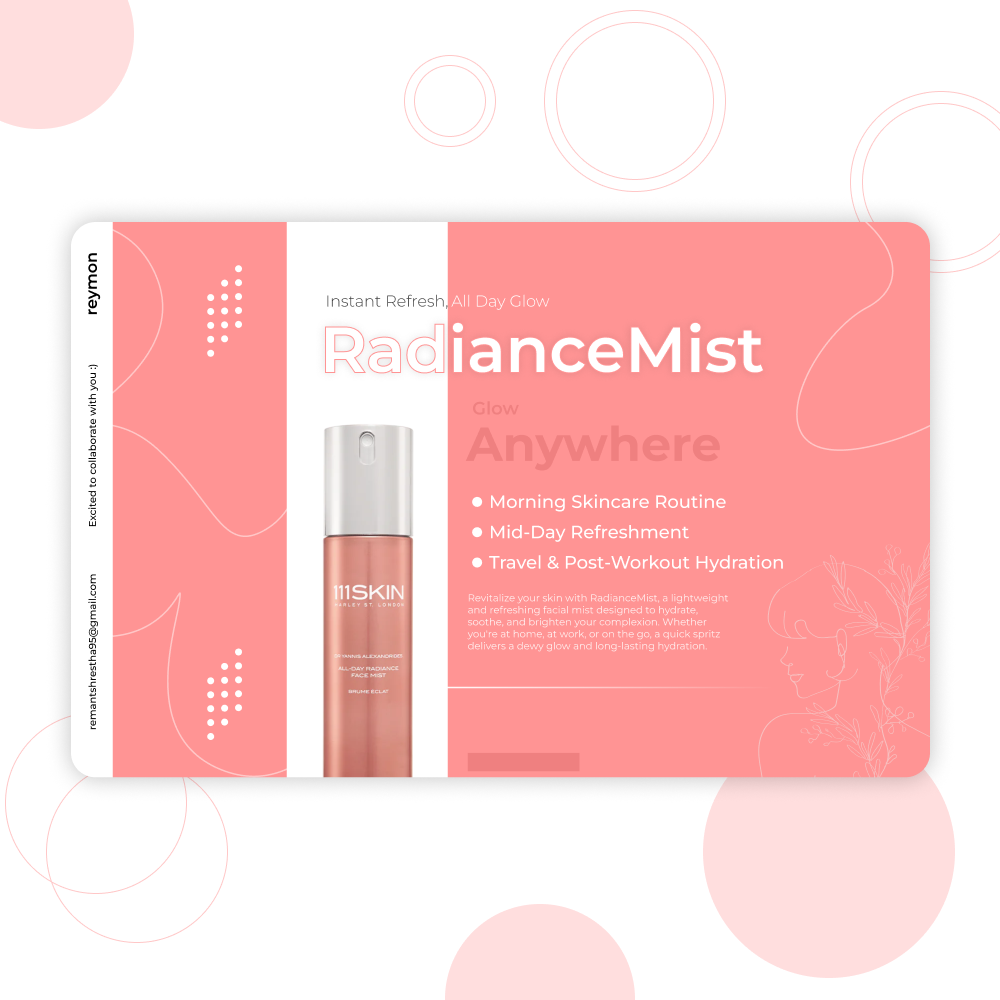 reymon
Excited to collaborate with you :)
remantshrestha95@gmail.com
Instant Refresh, All Day Glow
RadianceMist
Glow
Anywhere
Morning Skincare Routine
Mid-Day Refreshment
Travel & Post-Workout Hydration
Revitalize your skin with RadianceMist, a lightweight
and refreshing facial mist designed to hydrate,
soothe, and brighten your complexion. Whether
you're at home, at work, or on the go, a quick spritz
delivers a dewy glow and long-lasting hydration.
111SKIN
HARLEY ST. LONDON
DR YANNIS ALEXANDRIDES
ALL-DAY RADIANCE
FACE MIST
BRUME ECLAT